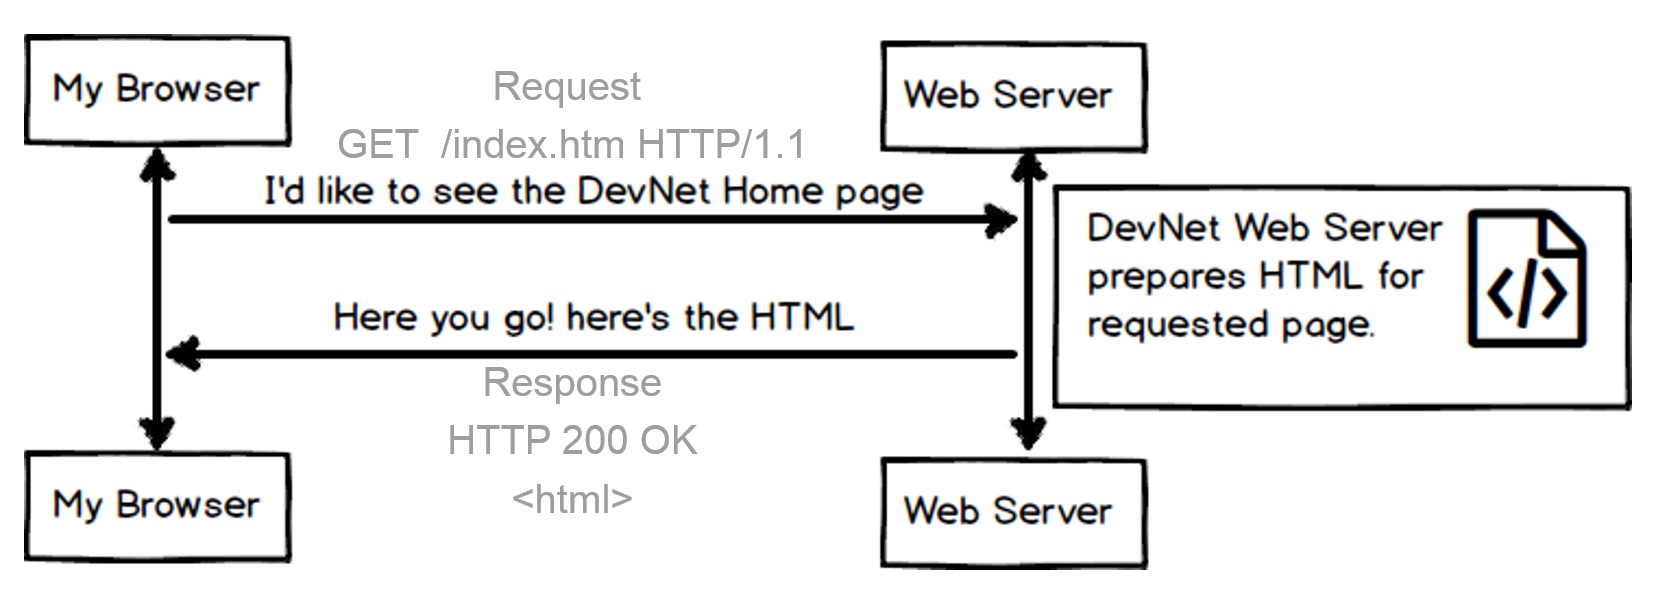 My Browser
Request
Web Server
GET  /index.htm HTTP/1.1
I'd like to see the DevNet Home page
DevNet Web Server
prepares HTML for
requested page.
</>
Here you go! here's the HTML
Response
HTTP 200 OK
<html>
My Browser
Web Server